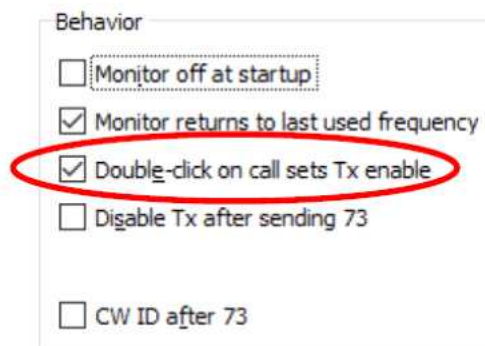 Behavior
Monitor off at startup
Monitor returns to last used frequency
Double-click on call sets Tx enable
Disable Tx after sending 73
CW ID after 73